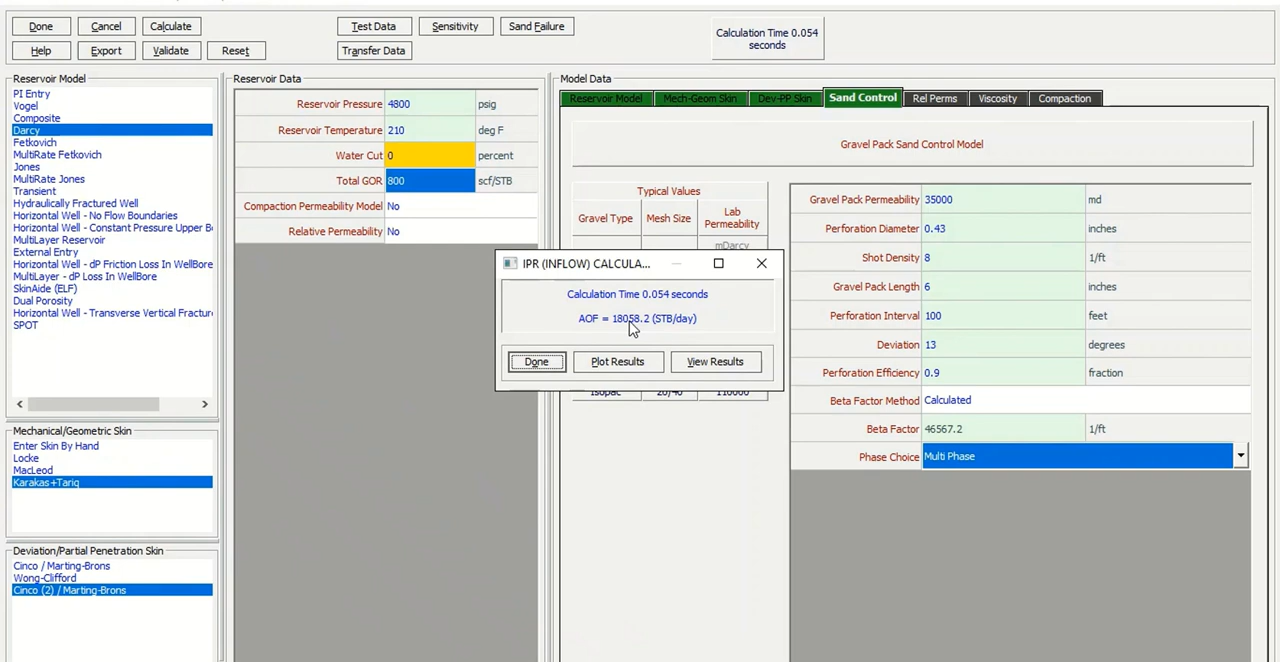 Done Cancel Calculate Test Data Sensitivity Sand Failure
Help Export Validate Reset Transfer Data
Calculation Time 0.054
seconds
Reservoir Model
PI Entry
Vogel
Composite
Darcy
Fetkovich
MultiRate Fetkovich
Jones
MultiRate Jones
Transient
Hydraulically Fractured Well
Horizontal Well - No Flow Boundaries
Horizontal Well - Constant Pressure Upper Bo
MultiLayer Reservoir
External Entry
Horizontal Well - dP Friction Loss In WellBore
MultiLayer - dP Loss In WellBore
SkinAide (ELF)
Dual Porosity
Horizontal Well - Transverse Vertical Fracture
SPOT
Mechanical/Geometric Skin
Enter Skin By Hand
Locke
MacLeod
Karakas+Tariq
Deviation/Partial Penetration Skin
Cinco / Marting-Brons
Wong-Clifford
Cinco (2) / Marting-Brons
Reservoir Data
Reservoir Pressure 4800 psig
Reservoir Temperature 210 deg F
Water Cut 0 percent
Total GOR 800 scf/STB
Compaction Permeability Model No
Relative Permeability No
Model Data
Reservoir Model Mech-Geom Skin Dev-PP Skin Sand Control Rel Perms Viscosity Compaction
Gravel Pack Sand Control Model
Typical Values
Gravel Type Mesh Size Lab
Permeability
mDarcy
Isopac 20/40 110000
Gravel Pack Permeability 35000 md
Perforation Diameter 0.43 inches
Shot Density 8 1/ft
Gravel Pack Length 6 inches
Perforation Interval 100 feet
Deviation 13 degrees
Perforation Efficiency 0.9 fraction
Beta Factor Method Calculated
Beta Factor 46567.2 1/ft
Phase Choice Multi Phase
IPR (INFLOW) CALCULA...
Calculation Time 0.054 seconds
AOF = 18058.2 (STB/day)
Done Plot Results View Results